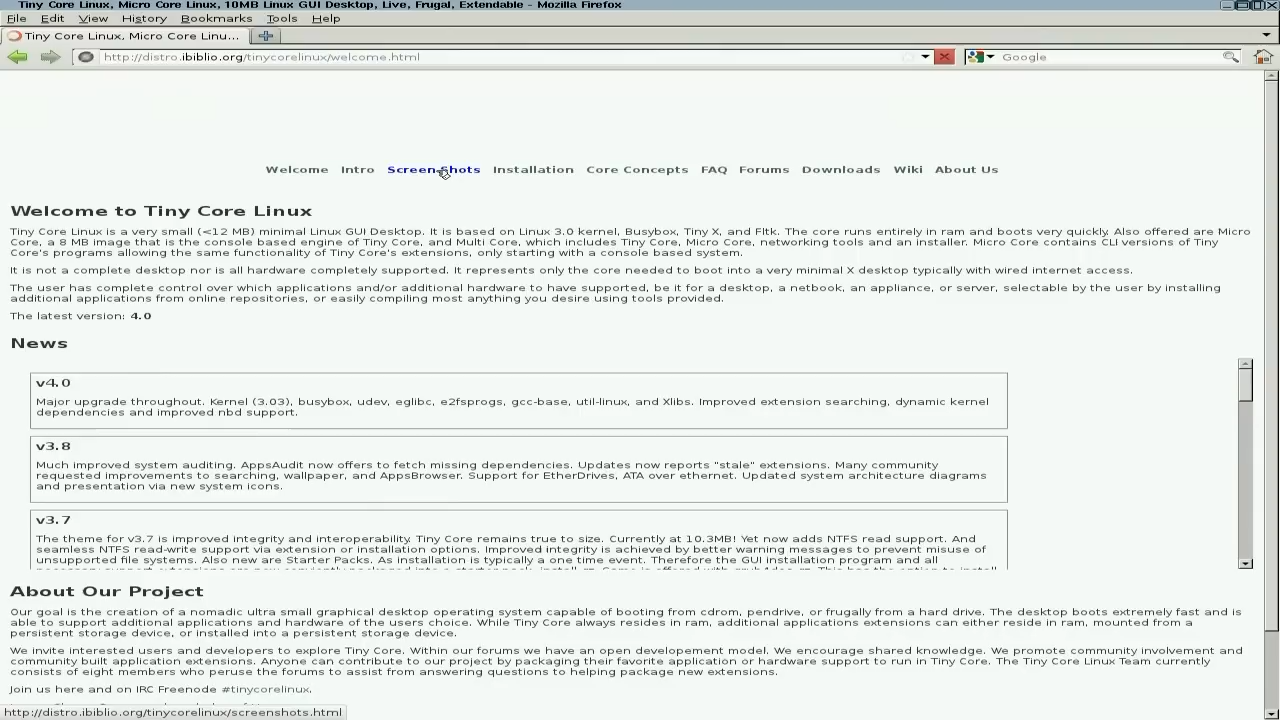 Tiny Core Linux, Micro Core Linux, 10MB Linux GUI Desktop, Live, Frugal, Extendable - Mozilla Firefox
File Edit View History Bookmarks Tools Help
Tiny Core Linux, Micro Core Linu...
http://distro.ibiblio.org/tinycorelinux/welcome.html
Google
Welcome Intro Screen Shots Installation Core Concepts FAQ Forums Downloads Wiki About Us
Welcome to Tiny Core Linux
Tiny Core Linux is a very small (<12 MB) minimal Linux GUI Desktop. It is based on Linux 3.0 kernel, Busybox, Tiny X, and Fltk. The core runs entirely in ram and boots very quickly. Also offered are Micro
Core, a 8 MB image that is the console based engine of Tiny Core, and Multi Core, which includes Tiny Core, Micro Core, networking tools and an installer. Micro Core contains CLI versions of Tiny
Core's programs allowing the same functionality of Tiny Core's extensions, only starting with a console based system.
It is not a complete desktop nor is all hardware completely supported. It represents only the core needed to boot into a very minimal X desktop typically with wired internet access.
The user has complete control over which applications and/or additional hardware to have supported, be it for a desktop, a netbook, an appliance, or server, selectable by the user by installing
additional applications from online repositories, or easily compiling most anything you desire using tools provided.
The latest version: 4.0
News
v4.0
Major upgrade throughout. Kernel (3.03), busybox, udev, eglibc, e2fsprogs, gcc-base, util-linux, and Xlibs. Improved extension searching, dynamic kernel
dependencies and improved nbd support.
v3.8
Much improved system auditing. AppsAudit now offers to fetch missing dependencies. Updates now reports "stale" extensions. Many community
requested improvements to searching, wallpaper, and AppsBrowser. Support for EtherDrives, ATA over ethernet. Updated system architecture diagrams
and presentation via new system icons.
v3.7
The theme for v3.7 is improved integrity and interoperability. Tiny Core remains true to size. Currently at 10.3MB! Yet now adds NTFS read support. And
seamless NTFS read-write support via extension or installation options. Improved integrity is achieved by better warning messages to prevent misuse of
unsupported file systems. Also new are Starter Packs. As installation is typically a one time event. Therefore the GUI installation program and all
About Our Project
Our goal is the creation of a nomadic ultra small graphical desktop operating system capable of booting from cdrom, pendrive, or frugally from a hard drive. The desktop boots extremely fast and is
able to support additional applications and hardware of the users choice. While Tiny Core always resides in ram, additional applications extensions can either reside in ram, mounted from a
persistent storage device, or installed into a persistent storage device.
We invite interested users and developers to explore Tiny Core. Within our forums we have an open developement model. We encourage shared knowledge. We promote community involvement and
community built application extensions. Anyone can contribute to our project by packaging their favorite application or hardware support to run in Tiny Core. The Tiny Core Linux Team currently
consists of eight members who peruse the forums to assist from answering questions to helping package new extensions.
Join us here and on IRC Freenode #tinycorelinux.
http://distro.ibiblio.org/tinycorelinux/screenshots.html